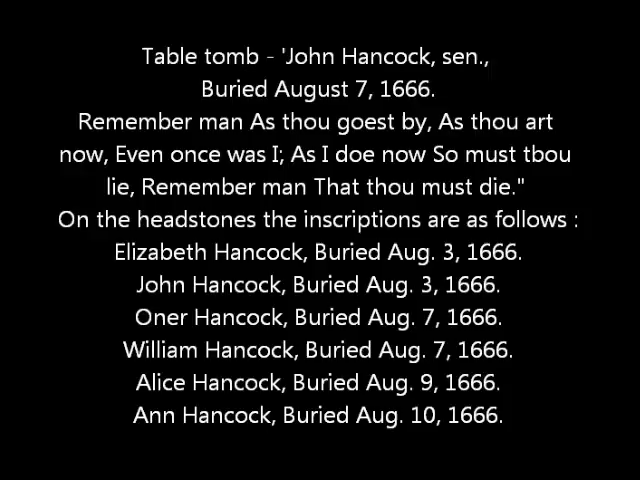 Table tomb - 'John Hancock, sen.,
Buried August 7, 1666.
Remember man As thou goest by, As thou art
now, Even once was I; As I doe now So must tbou
lie, Remember man That thou must die."
On the headstones the inscriptions are as follows :
Elizabeth Hancock, Buried Aug. 3, 1666.
John Hancock, Buried Aug. 3, 1666.
Oner Hancock, Buried Aug. 7, 1666.
William Hancock, Buried Aug. 7, 1666.
Alice Hancock, Buried Aug. 9, 1666.
Ann Hancock, Buried Aug. 10, 1666.